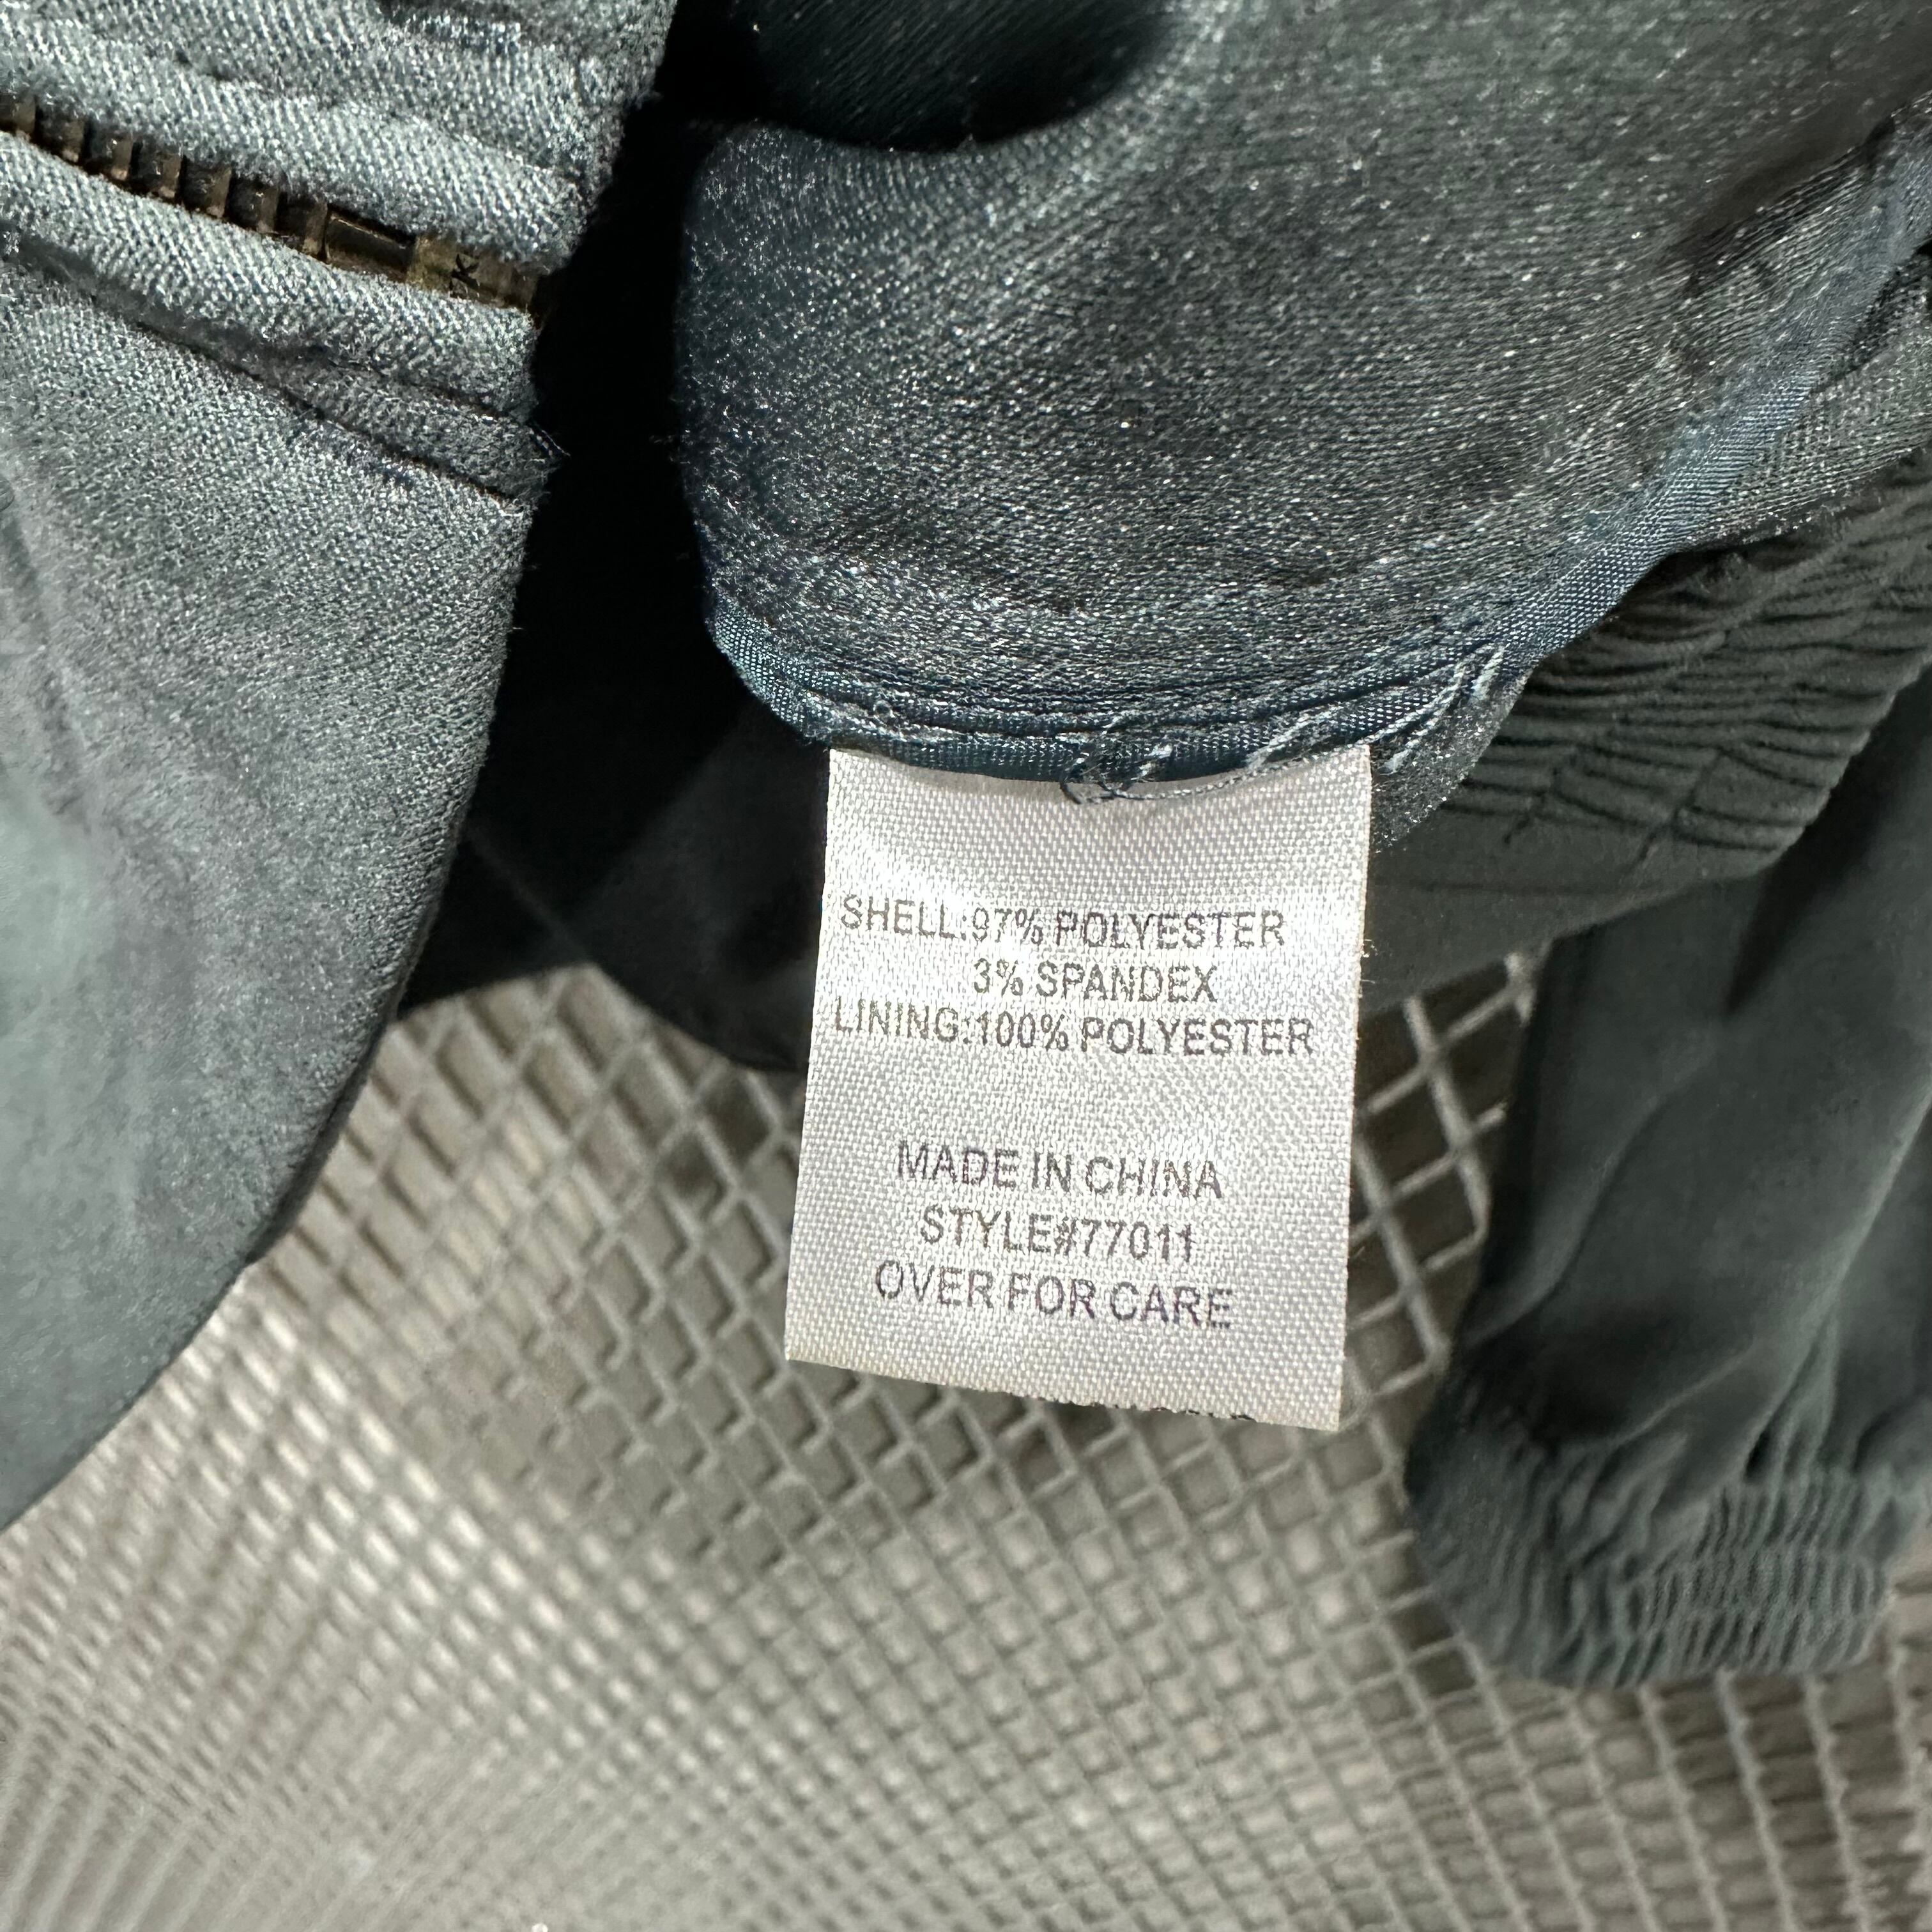 SHELL:97% POLYESTER
3% SPANDEX
LINING:100% POLYESTER
MADE IN CHINA
STYLE#77011
OVER FOR CARE